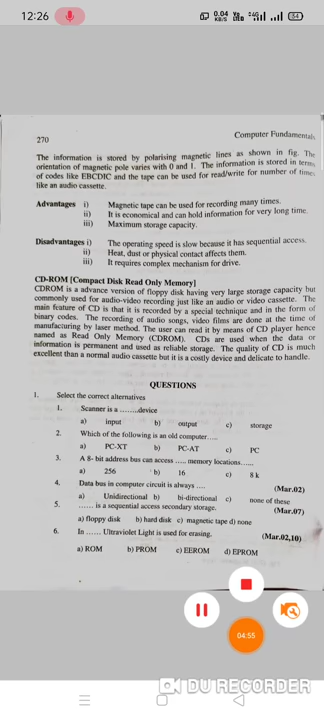 12:26
0.04 KB/S Vo LTE 4G 34
270
Computer Fundamentals
The information is stored by polarising magnetic lines as shown in fig. The
orientation of magnetic pole varies with 0 and 1. The information is stored in terms
of codes like EBCDIC and the tape can be used for read/write for number of times
like an audio cassette.
Advantages i) Magnetic tape can be used for recording many times.
ii) It is economical and can hold information for very long time.
iii) Maximum storage capacity.
Disadvantages i) The operating speed is slow because it has sequential access.
ii) Heat, dust or physical contact affects them.
iii) It requires complex mechanism for drive.
CD-ROM [Compact Disk Read Only Memory]
CDROM is a advance version of floppy disk having very large storage capacity but
commonly used for audio-video recording just like an audio or video cassette. The
main feature of CD is that it is recorded by a special technique and in the form of
binary codes. The recording of audio songs, video films are done at the time of
manufacturing by laser method. The user can read it by means of CD player hence
named as Read Only Memory (CDROM). CDs are used when the data or
information is permanent and used as reliable storage. The quality of CD is much
excellent than a normal audio cassette but it is a costly device and delicate to handle.
QUESTIONS
1. Select the correct alternatives
1. Scanner is a ........device
a) input b) output c) storage
2. Which of the following is an old computer....
a) PC-XT b) PC-AT c) PC
3. A 8- bit address bus can access ..... memory locations......
a) 256 b) 16 c) 8 k
4. Data bus in computer circuit is always ....
(Mar.02)
a) Unidirectional b) bi-directional c) none of these
5. ...... is a sequential access secondary storage.
(Mar.07)
a) floppy disk b) hard disk c) magnetic tape d) none
6. In ...... Ultraviolet Light is used for erasing.
(Mar.02,10)
a) ROM b) PROM c) EEROM d) EPROM
04:55
DU RECORDER